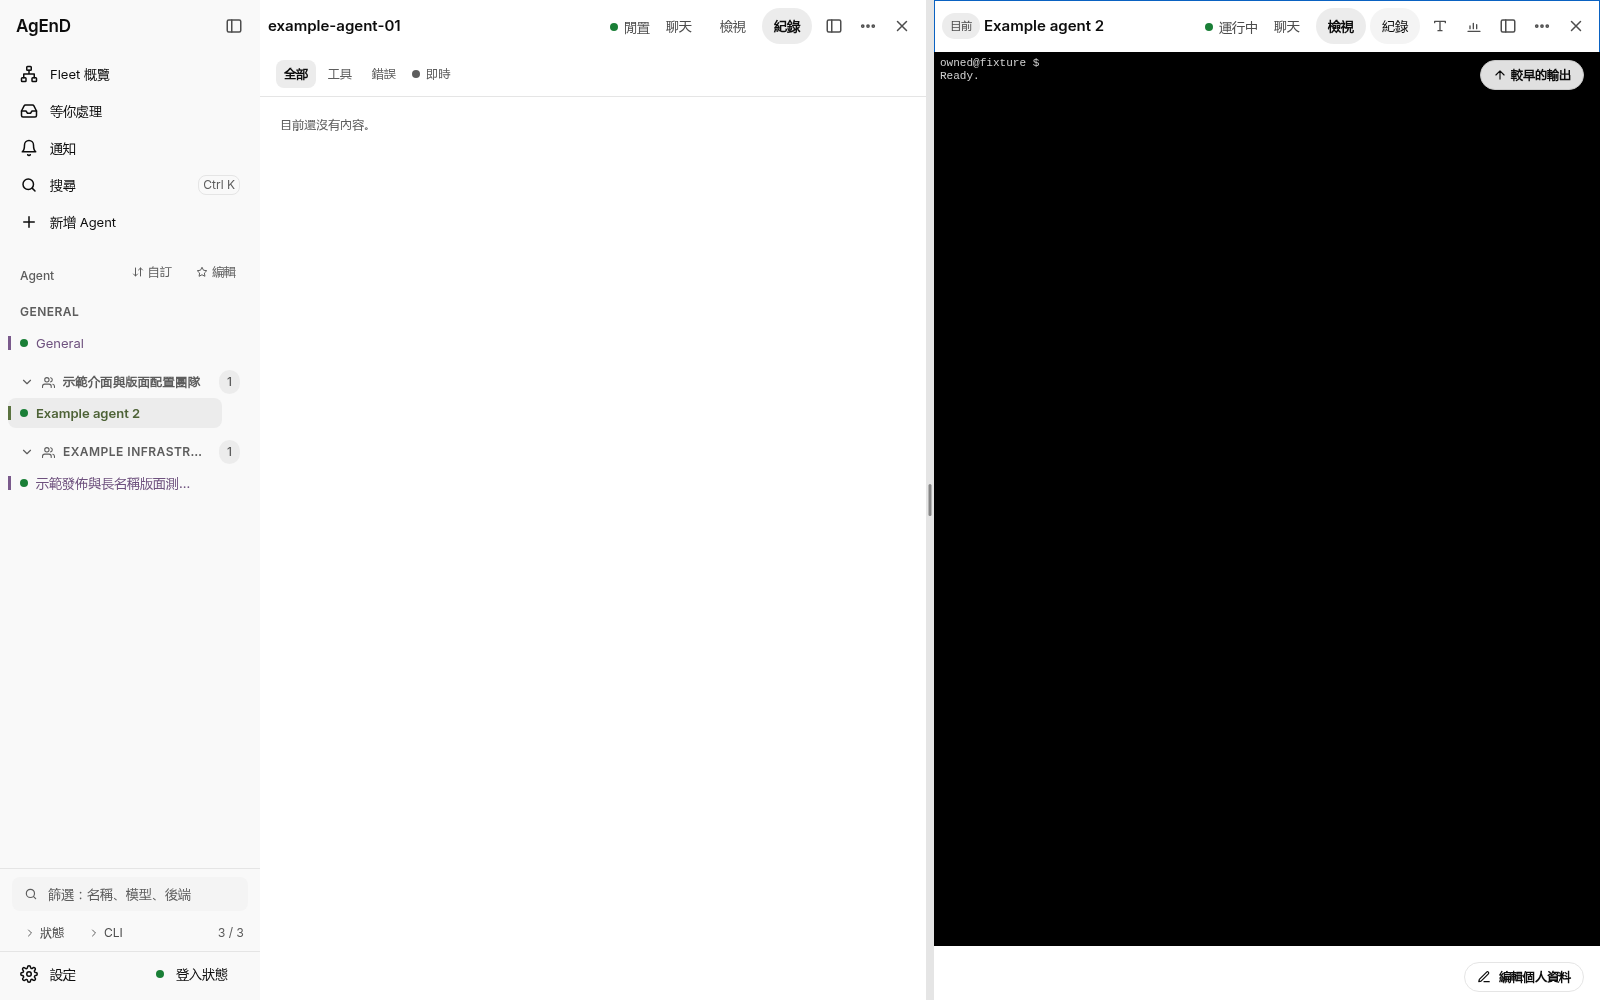 AgEnD
Fleet 概覽
等你處理
通知
搜尋 Ctrl K
新增 Agent
Agent 自訂 編輯
GENERAL
General
示範介面與版面配置團隊 1
Example agent 2
EXAMPLE INFRASTR... 1
示範發佈與長名稱版面測...
篩選：名稱、模型、後端
狀態 CLI 3 / 3
設定 登入狀態
example-agent-01 閒置 聊天 檢視 紀錄
全部 工具 錯誤 即時
目前還沒有內容。
目前 Example agent 2 運行中 聊天 檢視 紀錄
owned@fixture $
Ready.
較早的輸出
編輯個人資料